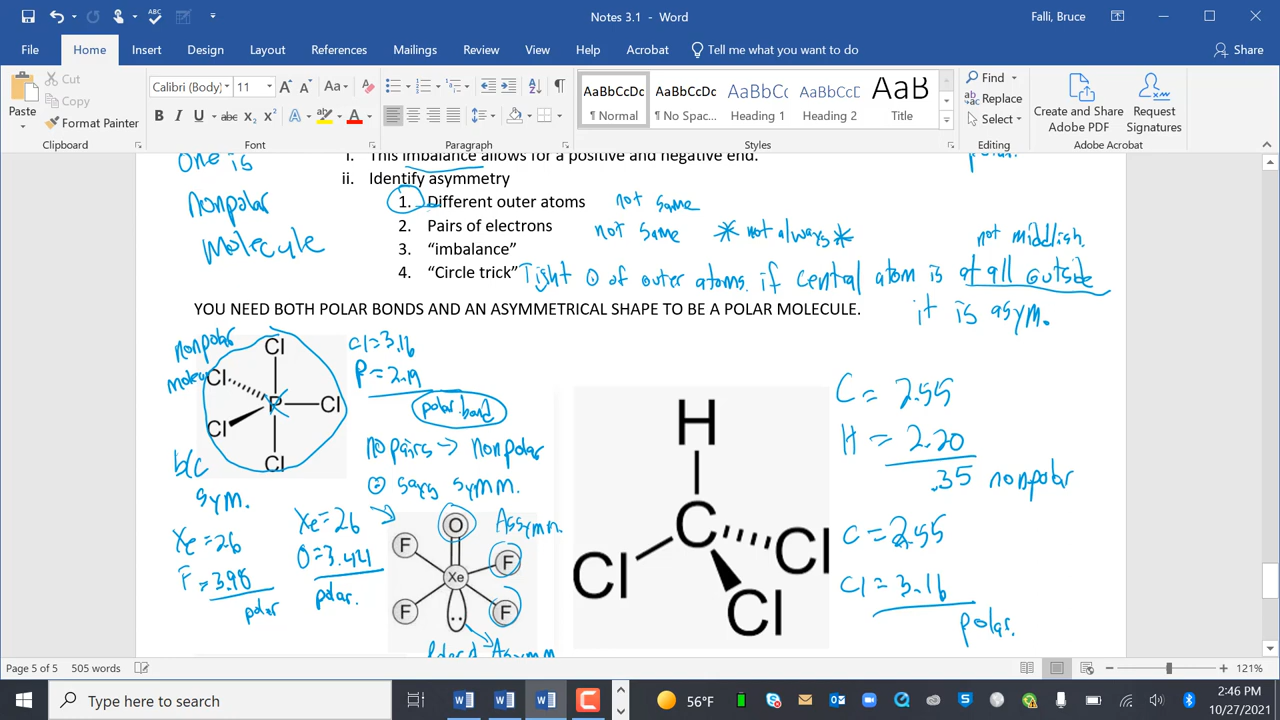 Notes 3.1 - Word
Falli, Bruce
File Home Insert Design Layout References Mailings Review View Help Acrobat Tell me what you want to do Share
Paste
Cut
Copy
Format Painter
Clipboard
Calibri (Body) 11
Font
Paragraph
AaBbCcDc AaBbCcDc AaBbCc AaBbCcD AaB
¶ Normal ¶ No Spac... Heading 1 Heading 2 Title
Styles
Find
Replace
Select
Editing
Create and Share Adobe PDF
Request Signatures
Adobe Acrobat
one is
nonpolar
molecule
i. This imbalance allows for a positive and negative end.
polar.
ii. Identify asymmetry
1. Different outer atoms not same
2. Pairs of electrons not same *not always*
3. “imbalance”
not middlish.
4. “Circle trick” Tight ⊙ of outer atoms. if central atom is at all outside
it is asym.
YOU NEED BOTH POLAR BONDS AND AN ASYMMETRICAL SHAPE TO BE A POLAR MOLECULE.
nonpolar
Cl
Cl
P
Cl
Cl
Cl
b/c
sym.
Cl = 3.16
P = 2.19
polar bond
no pairs → nonpolar
⊙ says symm.
Xe = 26
F = 3.98
polar
Xe = 26
O = 3.44
polar.
Assymm.
O
F F
Xe
F F
Assymm
H
C
Cl Cl
Cl
C = 2.55
H = 2.20
.35 nonpolar
C = 2.55
Cl = 3.16
polar.
Page 5 of 5 505 words
121%
Type here to search
56°F
2:46 PM
10/27/2021